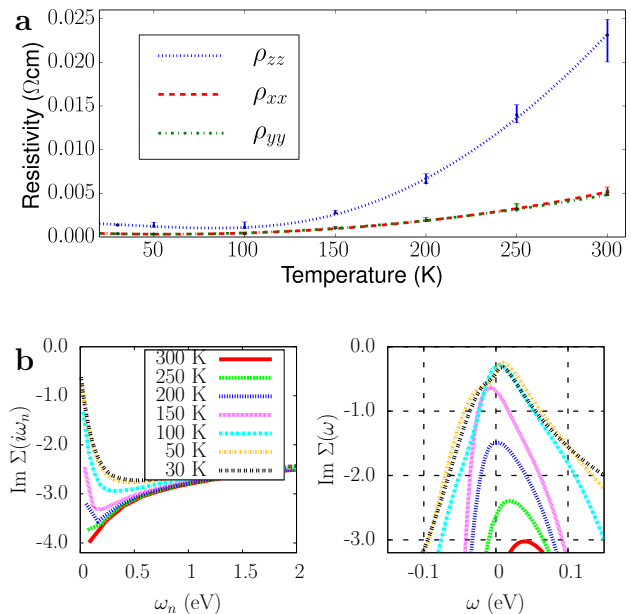 a
0.025
0.020
0.015
0.010
0.005
0.000
Resistivity (Ωcm)
ρzz
ρxx
ρyy
50 100 150 200 250 300
Temperature (K)
b
0.0
-1.0
-2.0
-3.0
-4.0
Im Σ(iωn)
300 K
250 K
200 K
150 K
100 K
50 K
30 K
0 0.5 1 1.5 2
ωn (eV)
0.0
-1.0
-2.0
-3.0
Im Σ(ω)
-0.1 0 0.1
ω (eV)